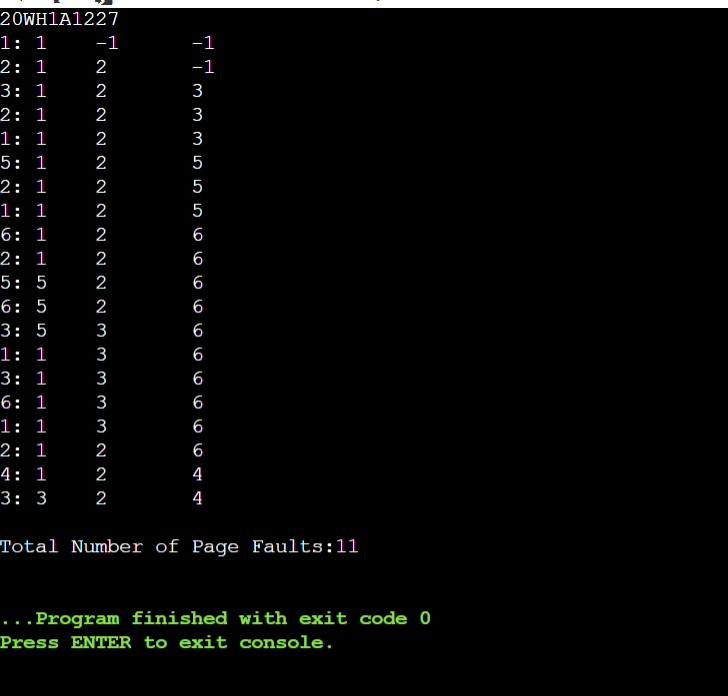 20WH1A1227
1: 1 -1 -1
2: 1 2 -1
3: 1 2 3
2: 1 2 3
1: 1 2 3
5: 1 2 5
2: 1 2 5
1: 1 2 5
6: 1 2 6
2: 1 2 6
5: 5 2 6
6: 5 2 6
3: 5 3 6
1: 1 3 6
3: 1 3 6
6: 1 3 6
1: 1 3 6
2: 1 2 6
4: 1 2 4
3: 3 2 4
Total Number of Page Faults:11
...Program finished with exit code 0
Press ENTER to exit console.